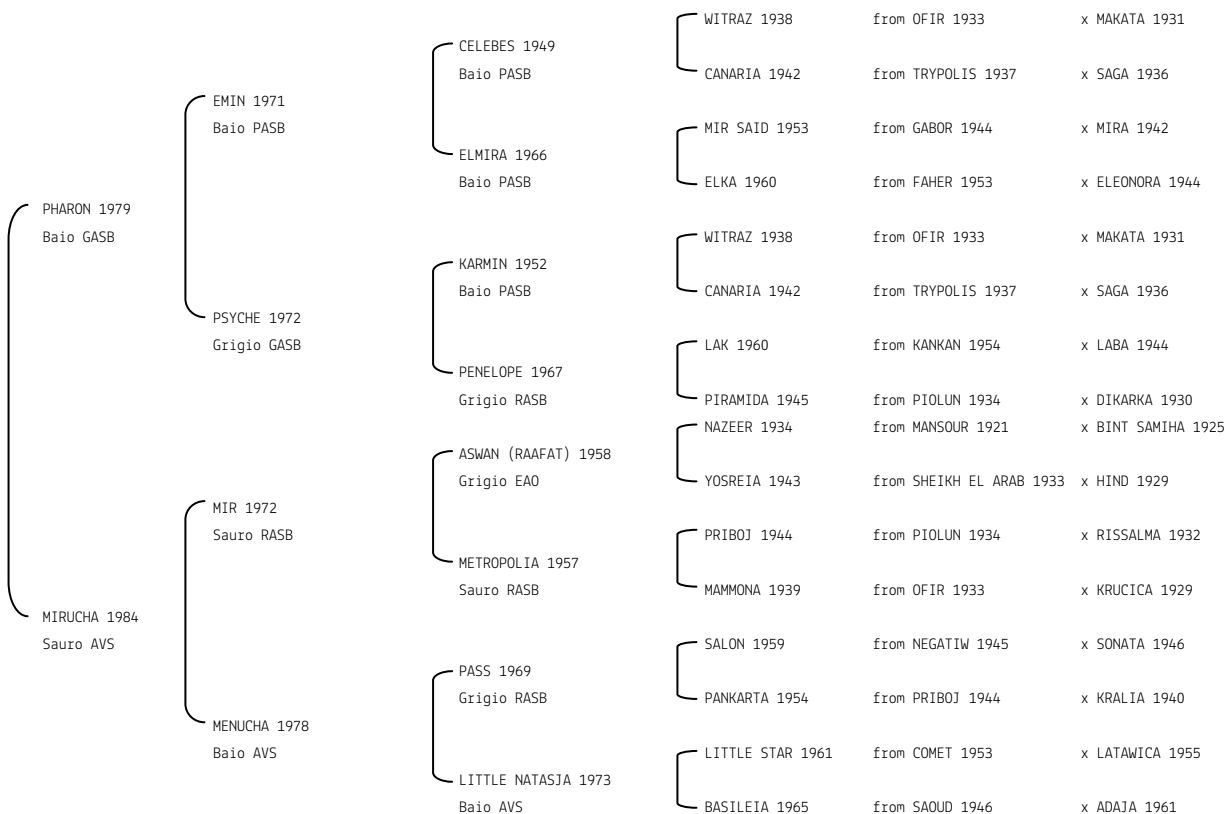 WITRAZ 1938 from OFIR 1933 x MAKATA 1931
CELEBES 1949
Baio PASB
CANARIA 1942 from TRYPOLIS 1937 x SAGA 1936
EMIN 1971
Baio PASB
MIR SAID 1953 from GABOR 1944 x MIRA 1942
ELMIRA 1966
Baio PASB
ELKA 1960 from FAHER 1953 x ELEONORA 1944
PHARON 1979
Baio GASB
WITRAZ 1938 from OFIR 1933 x MAKATA 1931
KARMIN 1952
Baio PASB
CANARIA 1942 from TRYPOLIS 1937 x SAGA 1936
PSYCHE 1972
Grigio GASB
LAK 1960 from KANKAN 1954 x LABA 1944
PENELOPE 1967
Grigio RASB
PIRAMIDA 1945 from PIOLUN 1934 x DIKARKA 1930
NAZEER 1934 from MANSOUR 1921 x BINT SAMIHA 1925
ASWAN (RAAFAT) 1958
Grigio EAO
YOSREIA 1943 from SHEIKH EL ARAB 1933 x HIND 1929
MIR 1972
Sauro RASB
PRIBOJ 1944 from PIOLUN 1934 x RISSALMA 1932
METROPOLIA 1957
Sauro RASB
MAMMONA 1939 from OFIR 1933 x KRUCICA 1929
MIRUCHA 1984
Sauro AVS
SALON 1959 from NEGATIW 1945 x SONATA 1946
PASS 1969
Grigio RASB
PANKARTA 1954 from PRIBOJ 1944 x KRALIA 1940
MENUCHA 1978
Baio AVS
LITTLE STAR 1961 from COMET 1953 x LATAWICA 1955
LITTLE NATASJA 1973
Baio AVS
BASILEIA 1965 from SAOUD 1946 x ADAJA 1961